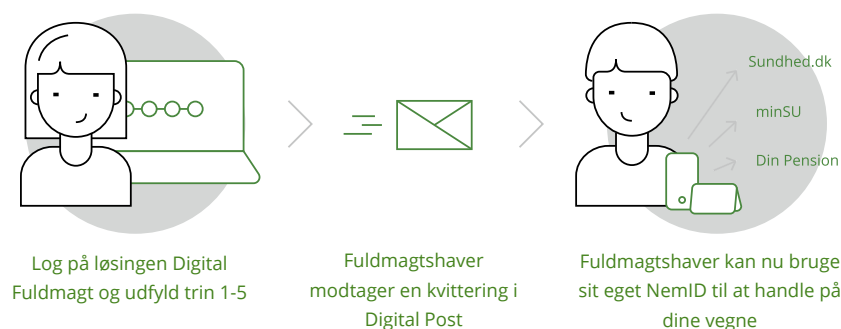 Sundhed.dk
minSU
Din Pension
Log på løsingen Digital
Fuldmagt og udfyld trin 1-5
Fuldmagtshaver
modtager en kvittering i
Digital Post
Fuldmagtshaver kan nu bruge
sit eget NemID til at handle på
dine vegne